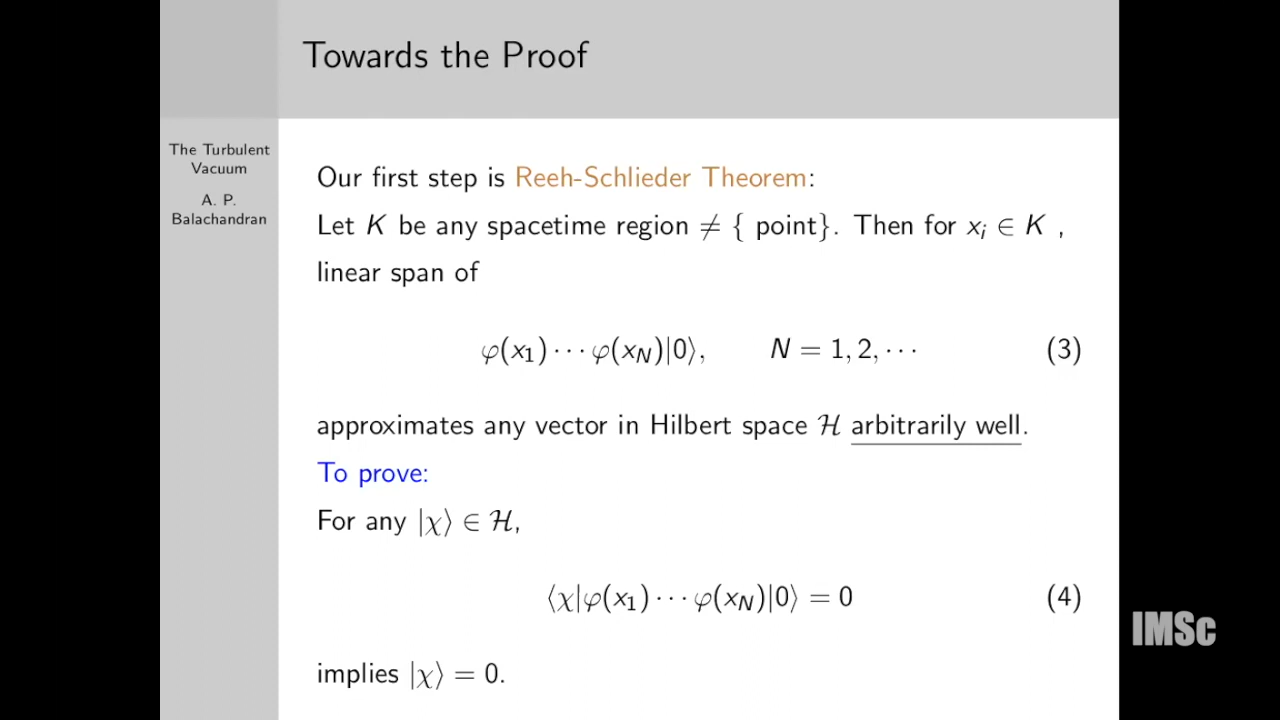 Towards the Proof
The Turbulent
Vacuum
A. P.
Balachandran
Our first step is Reeh-Schlieder Theorem:
Let K be any spacetime region ≠ { point}. Then for xᵢ ∈ K ,
linear span of
φ(x₁) ··· φ(x_N)|0⟩, N = 1, 2, ··· (3)
approximates any vector in Hilbert space ℋ arbitrarily well.
To prove:
For any |χ⟩ ∈ ℋ,
⟨χ|φ(x₁) ··· φ(x_N)|0⟩ = 0 (4)
implies |χ⟩ = 0.
IMSc